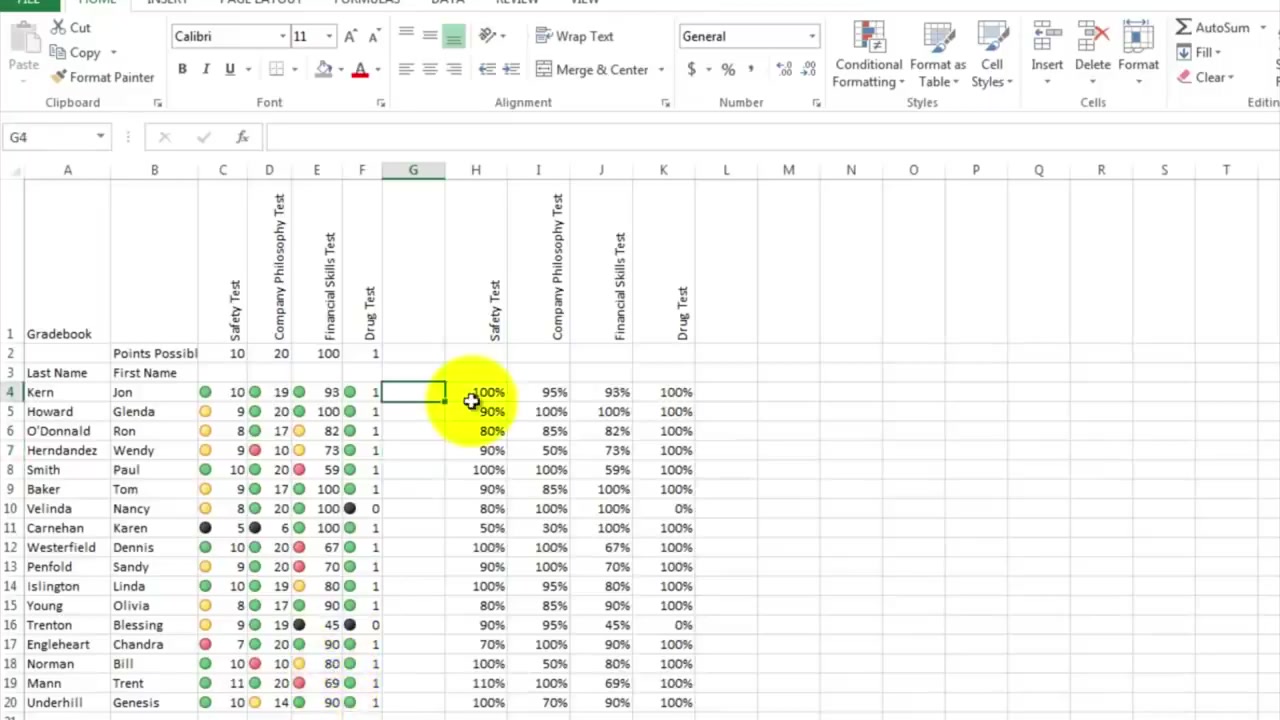 FILE HOME INSERT PAGE LAYOUT FORMULAS DATA REVIEW VIEW
Cut
Copy
Format Painter
Paste
Clipboard
Calibri 11
B I U
Font
Wrap Text
Merge & Center
Alignment
General
$ % ,
Number
Conditional Formatting
Format as Table
Cell Styles
Styles
Insert Delete Format
Cells
AutoSum
Fill
Clear
G4
A B C D E F G H I J K L M N O P Q R S T
1 Gradebook Safety Test Company Philosophy Test Financial Skills Test Drug Test Safety Test Company Philosophy Test Financial Skills Test Drug Test
2 Points Possibl 10 20 100 1
3 Last Name First Name
4 Kern Jon 10 19 93 1 100% 95% 93% 100%
5 Howard Glenda 9 20 100 1 90% 100% 100% 100%
6 O'Donnald Ron 8 17 82 1 80% 85% 82% 100%
7 Herndandez Wendy 9 10 73 1 90% 50% 73% 100%
8 Smith Paul 10 20 59 1 100% 100% 59% 100%
9 Baker Tom 9 17 100 1 90% 85% 100% 100%
10 Velinda Nancy 8 20 100 0 80% 100% 100% 0%
11 Carnehan Karen 5 6 100 1 50% 30% 100% 100%
12 Westerfield Dennis 10 20 67 1 100% 100% 67% 100%
13 Penfold Sandy 9 20 70 1 90% 100% 70% 100%
14 Islington Linda 10 19 80 1 100% 95% 80% 100%
15 Young Olivia 8 17 90 1 80% 85% 90% 100%
16 Trenton Blessing 9 19 45 0 90% 95% 45% 0%
17 Engleheart Chandra 7 20 90 1 70% 100% 90% 100%
18 Norman Bill 10 10 80 1 100% 50% 80% 100%
19 Mann Trent 11 20 69 1 110% 100% 69% 100%
20 Underhill Genesis 10 14 90 1 100% 70% 90% 100%